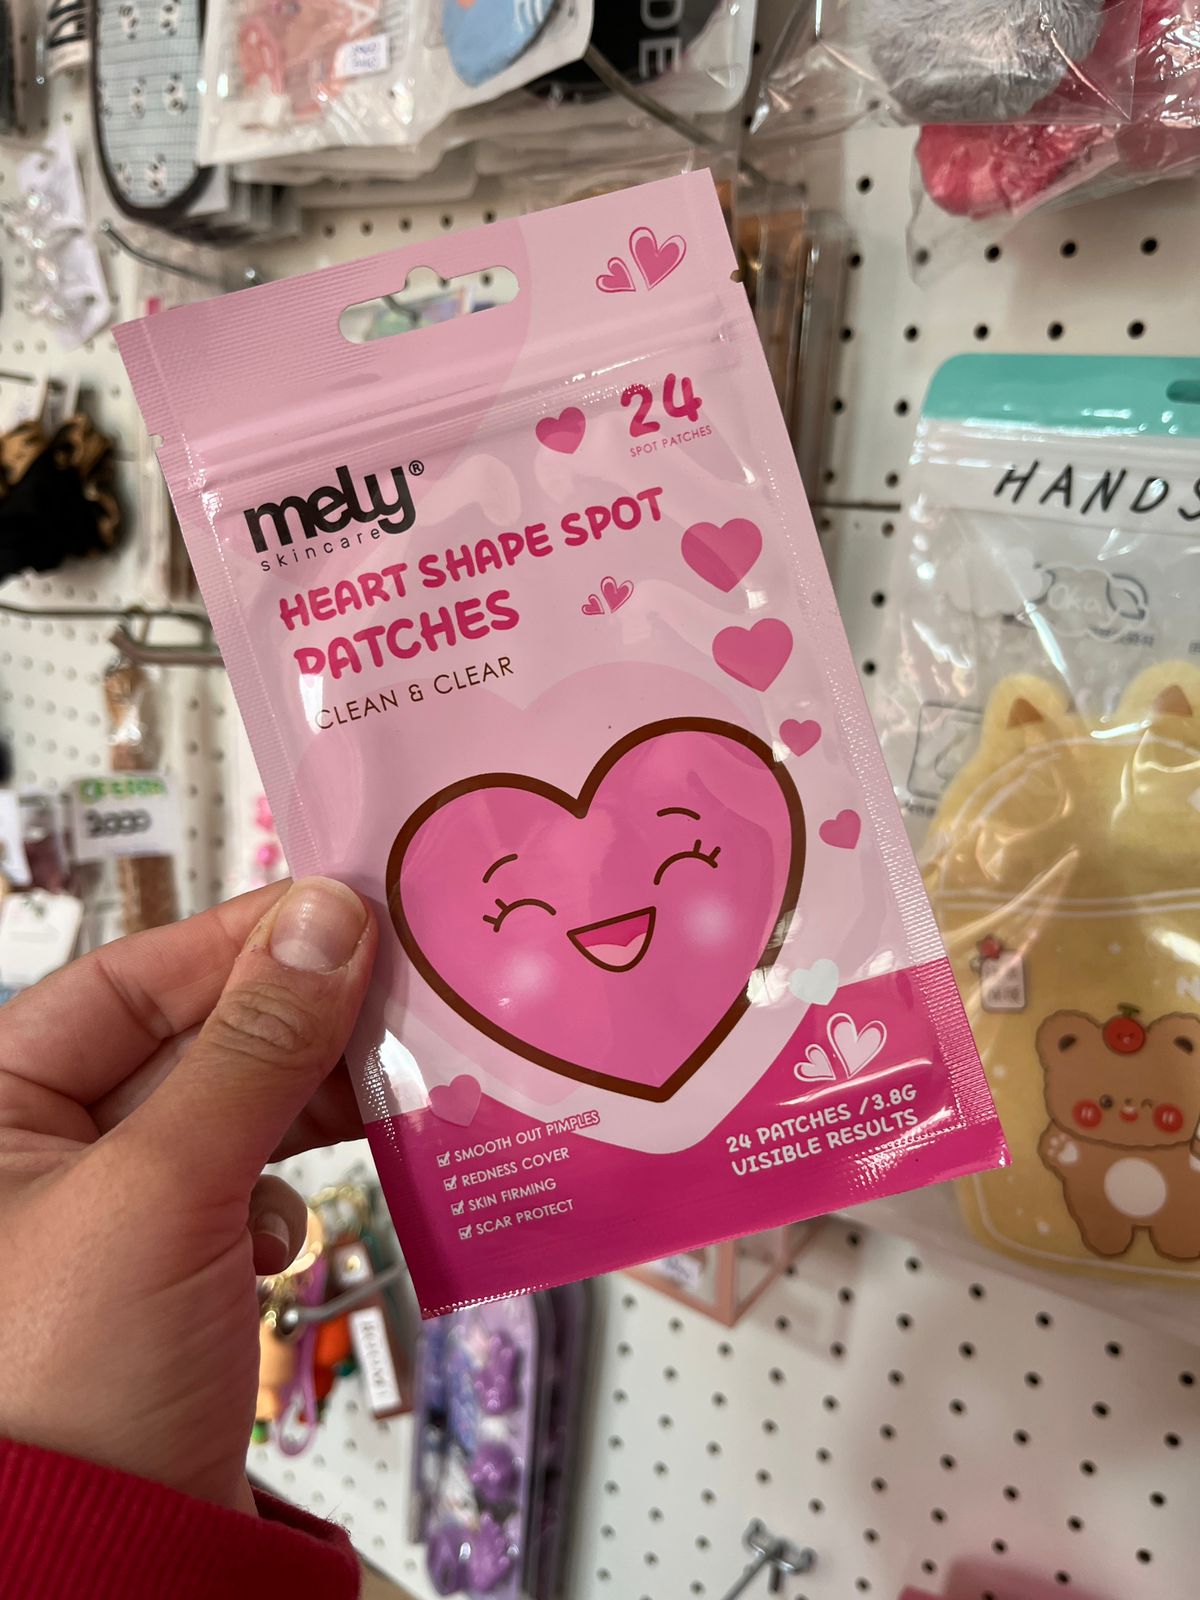 24
SPOT PATCHES
mely®
skincare
HEART SHAPE SPOT
PATCHES
CLEAN & CLEAR
SMOOTH OUT PIMPLES
REDNESS COVER
SKIN FIRMING
SCAR PROTECT
24 PATCHES / 3.8G
VISIBLE RESULTS
HANDS
DE